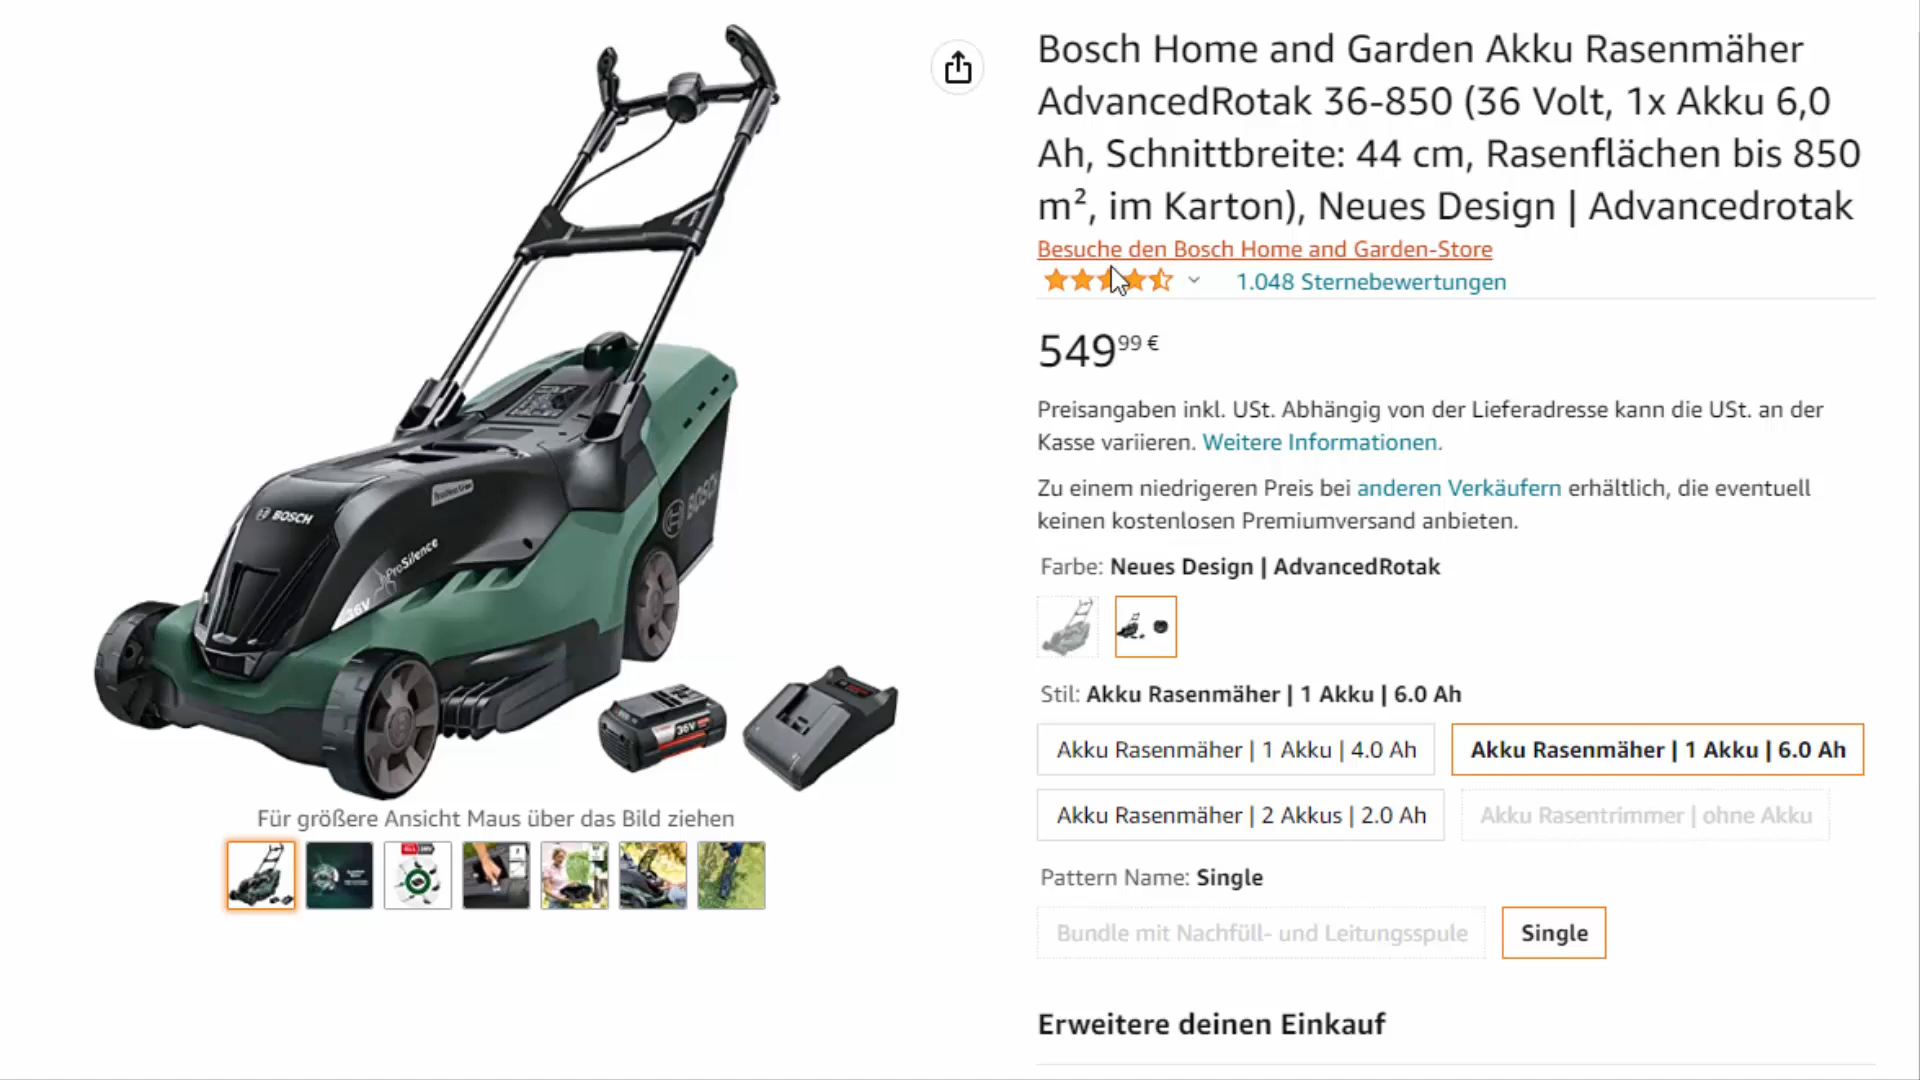 Bosch Home and Garden Akku Rasenmäher
AdvancedRotak 36-850 (36 Volt, 1x Akku 6,0
Ah, Schnittbreite: 44 cm, Rasenflächen bis 850
m², im Karton), Neues Design | Advancedrotak
Besuche den Bosch Home and Garden-Store
1.048 Sternebewertungen
549 99 €
Preisangaben inkl. USt. Abhängig von der Lieferadresse kann die USt. an der
Kasse variieren. Weitere Informationen.
Zu einem niedrigeren Preis bei anderen Verkäufern erhältlich, die eventuell
keinen kostenlosen Premiumversand anbieten.
Farbe: Neues Design | AdvancedRotak
Stil: Akku Rasenmäher | 1 Akku | 6.0 Ah
Akku Rasenmäher | 1 Akku | 4.0 Ah
Akku Rasenmäher | 1 Akku | 6.0 Ah
Akku Rasenmäher | 2 Akkus | 2.0 Ah
Akku Rasentrimmer | ohne Akku
Pattern Name: Single
Bundle mit Nachfüll- und Leitungsspule
Single
Erweitere deinen Einkauf
BOSCH
ProSilence
36V
BOSCH
36V
Für größere Ansicht Maus über das Bild ziehen